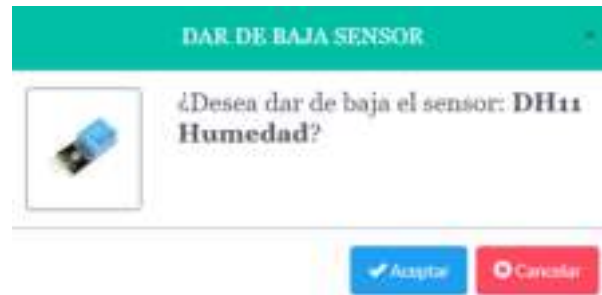 DAR DE BAJA SENSOR
¿Desea dar de baja el sensor: DH11
Humedad?
Aceptar
Cancelar